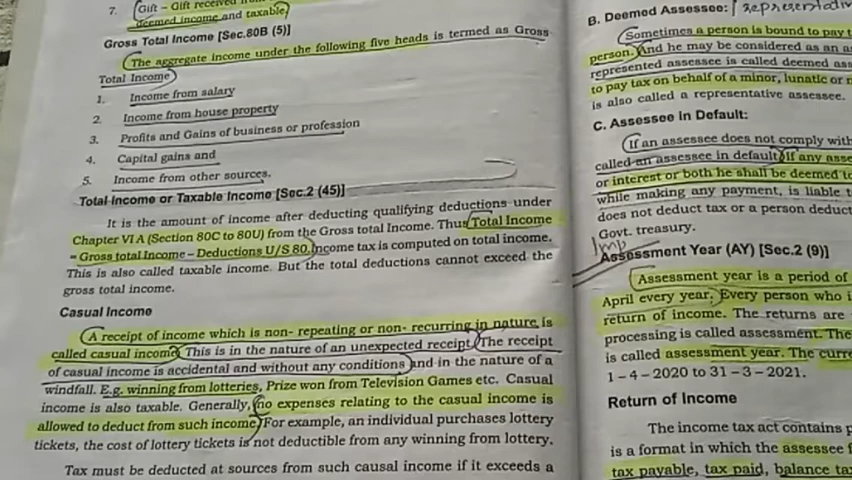 7. Gift – Gift received from
deemed income and taxable
Gross Total Income [Sec.80B (5)]
The aggregate income under the following five heads is termed as Gross
Total Income
1. Income from salary
2. Income from house property
3. Profits and Gains of business or profession
4. Capital gains and
5. Income from other sources.
Total Income or Taxable Income [Sec.2 (45)]
It is the amount of income after deducting qualifying deductions under
Chapter VI A (Section 80C to 80U) from the Gross total Income. Thus Total Income
= Gross total Income – Deductions U/S 80. Income tax is computed on total income.
This is also called taxable income. But the total deductions cannot exceed the
gross total income.
Casual Income
A receipt of income which is non- repeating or non- recurring in nature is
called casual income. This is in the nature of an unexpected receipt. The receipt
of casual income is accidental and without any conditions and in the nature of a
windfall. E.g. winning from lotteries, Prize won from Television Games etc. Casual
income is also taxable. Generally, no expenses relating to the casual income is
allowed to deduct from such income. For example, an individual purchases lottery
tickets, the cost of lottery tickets is not deductible from any winning from lottery.
Tax must be deducted at sources from such causal income if it exceeds a
B. Deemed Assessee:
Sometimes a person is bound to pay t
person. And he may be considered as an as
represented assessee is called deemed ass
to pay tax on behalf of a minor, lunatic or
is also called a representative assessee.
C. Assessee in Default:
If an assessee does not comply with
called an assessee in default. If any asse
or interest or both he shall be deemed to
while making any payment, is liable t
does not deduct tax or a person deduct
Govt. treasury.
Imp
Assessment Year (AY) [Sec.2 (9)]
Assessment year is a period of
April every year. Every person who i
return of income. The returns are
processing is called assessment. The
is called assessment year. The curre
1–4–2020 to 31–3–2021.
Return of Income
The income tax act contains p
is a format in which the assessee f
tax payable, tax paid, balance ta